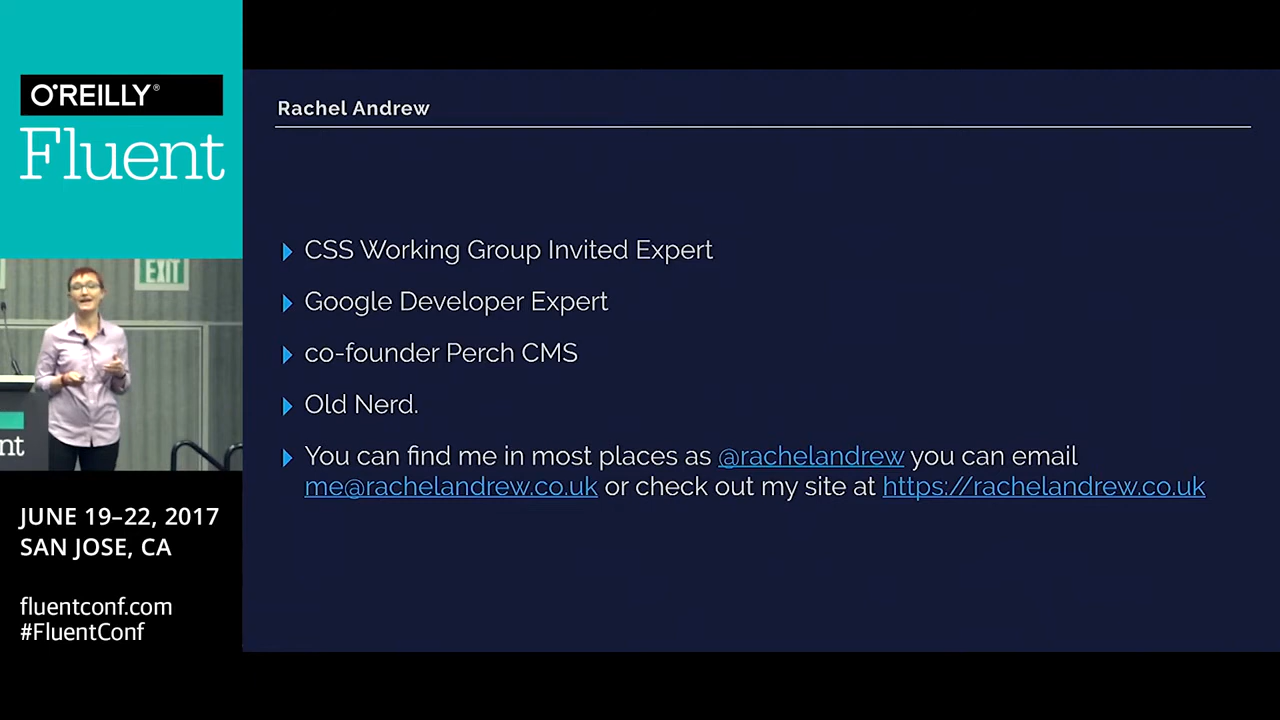 O'REILLY®
Fluent
EXIT
nt
JUNE 19–22, 2017
SAN JOSE, CA
fluentconf.com
#FluentConf
Rachel Andrew
CSS Working Group Invited Expert
Google Developer Expert
co-founder Perch CMS
Old Nerd.
You can find me in most places as @rachelandrew you can email
me@rachelandrew.co.uk or check out my site at https://rachelandrew.co.uk